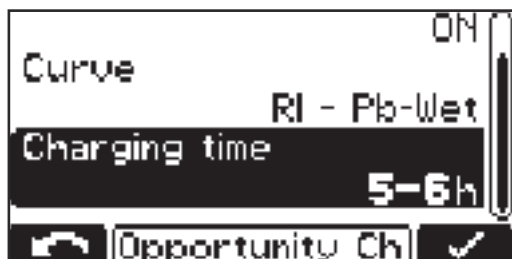 ON
Curve
RI - Pb-Wet
Charging time
5-6h
Opportunity Ch